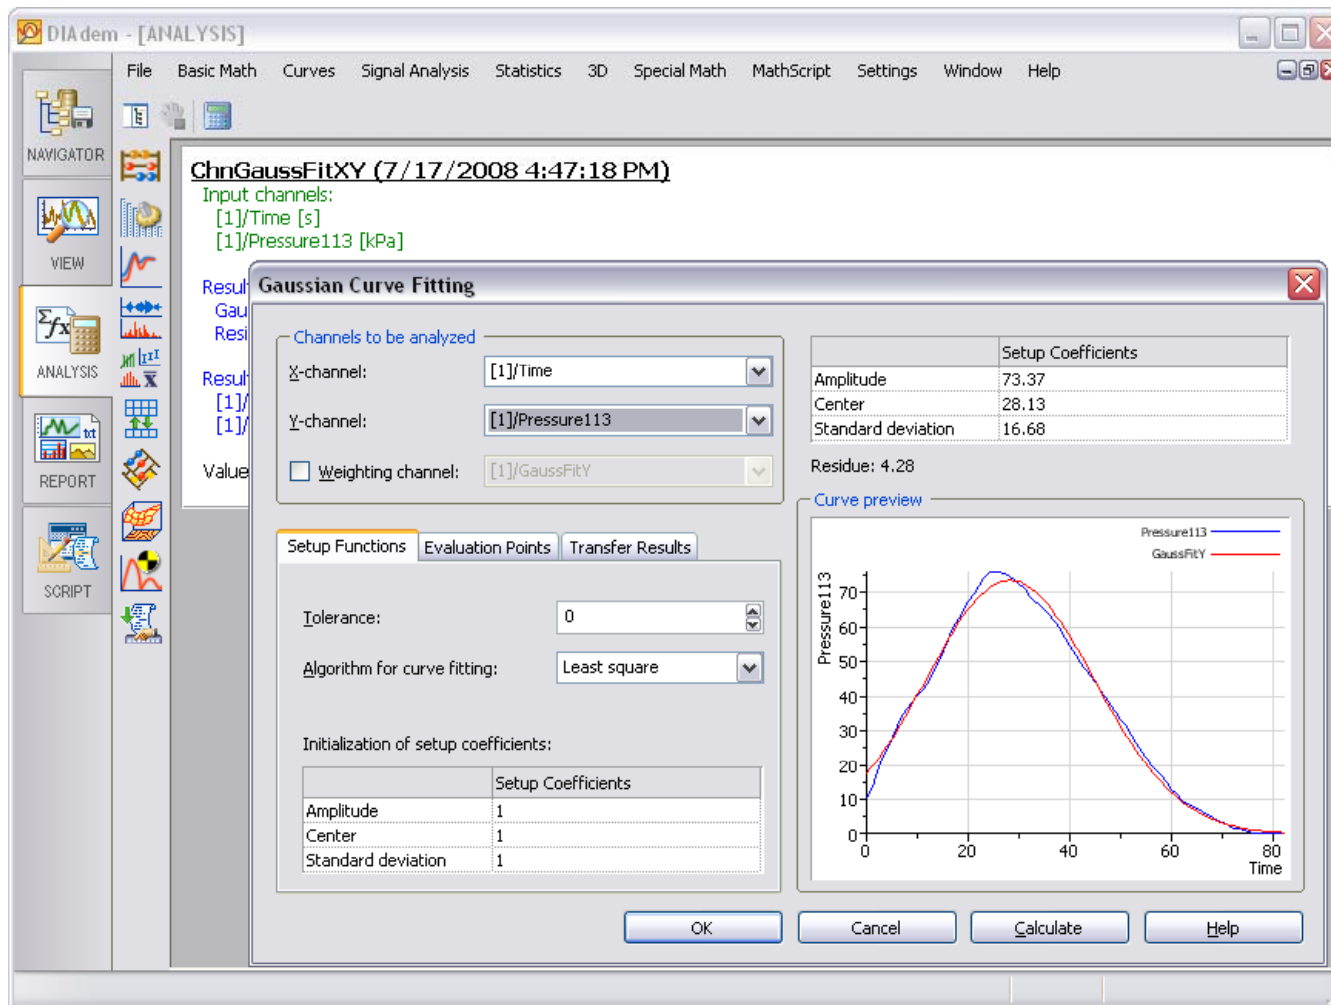 DIAdem - [ANALYSIS]
File Basic Math Curves Signal Analysis Statistics 3D Special Math MathScript Settings Window Help
NAVIGATOR
VIEW
ANALYSIS
REPORT
SCRIPT
ChnGaussFitXY (7/17/2008 4:47:18 PM)
Input channels:
[1]/Time [s]
[1]/Pressure113 [kPa]
Resul
Gau
Resi
Resul
[1]/
[1]/
Value
Gaussian Curve Fitting
Channels to be analyzed
X-channel: [1]/Time
Y-channel: [1]/Pressure113
Weighting channel: [1]/GaussFitY
Setup Functions Evaluation Points Transfer Results
Tolerance: 0
Algorithm for curve fitting: Least square
Initialization of setup coefficients:
Setup Coefficients
Amplitude 1
Center 1
Standard deviation 1
Setup Coefficients
Amplitude 73.37
Center 28.13
Standard deviation 16.68
Residue: 4.28
Curve preview
Pressure113
GaussFitY
Pressure113
70
60
50
40
30
20
10
0
0 20 40 60 80
Time
OK Cancel Calculate Help